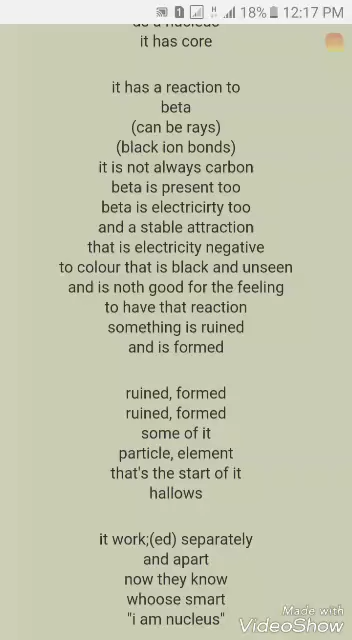 18% 12:17 PM
as a nucleus
it has core
it has a reaction to
beta
(can be rays)
(black ion bonds)
it is not always carbon
beta is present too
beta is electricirty too
and a stable attraction
that is electricity negative
to colour that is black and unseen
and is noth good for the feeling
to have that reaction
something is ruined
and is formed
ruined, formed
ruined, formed
some of it
particle, element
that's the start of it
hallows
it work;(ed) separately
and apart
now they know
whoose smart
"i am nucleus"
Made with
VideoShow